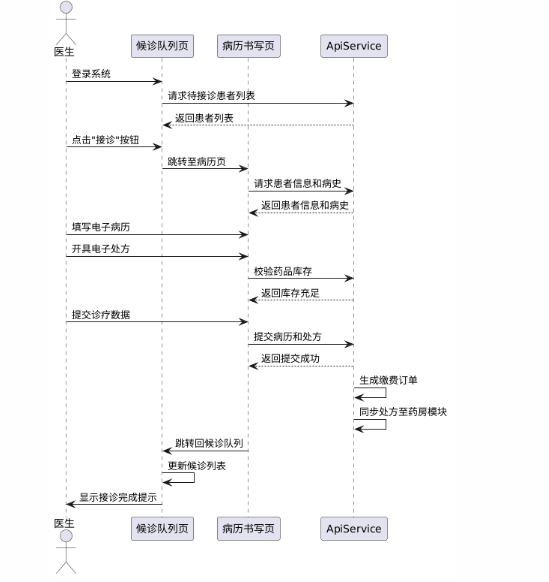 医生
候诊队列页
病历书写页
ApiService
登录系统
请求待接诊患者列表
返回患者列表
点击"接诊"按钮
跳转至病历页
请求患者信息和病史
返回患者信息和病史
填写电子病历
开具电子处方
校验药品库存
返回库存充足
提交诊疗数据
提交病历和处方
返回提交成功
生成缴费订单
同步处方至药房模块
跳转回候诊队列
更新候诊列表
显示接诊完成提示
医生
候诊队列页
病历书写页
ApiService